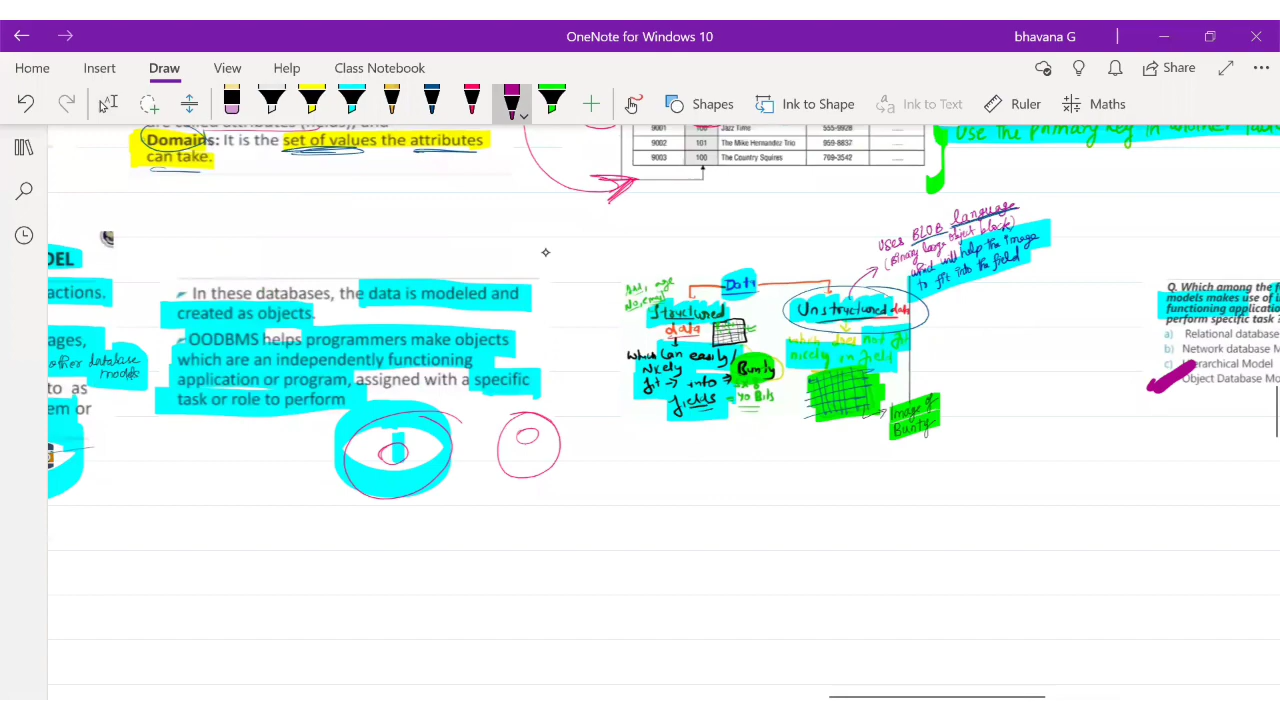 OneNote for Windows 10
bhavana G
Home
Insert
Draw
View
Help
Class Notebook
Share
Shapes
Ink to Shape
Ink to Text
Ruler
Maths
Domains: It is the set of values the attributes
can take.
9001 100 Jazz Time 555-9928 .....
9002 101 The Mike Hernandez Trio 959-8837 .....
9003 100 The Country Squires 709-3542 .....
Use the primary key in another
DEL
actions.
ages,
other database
models
to as
em or
In these databases, the data is modeled and
created as objects.
OODBMS helps programmers make objects
which are an independently functioning
application or program, assigned with a specific
task or role to perform
Data
Structured
data
which can easily/
Nicely
fit → into
fields
Bunty
= 40 Bits
Unstructured data
which does not fit
nicely in field
Image of
Bunty
Uses BLOB language
(Binary large object block)
which will help the image
to fit into the field
Q. Which among the f
models makes use of i
functioning applicatio
perform specific task ?
a) Relational database
b) Network database M
c) Hierarchical Model
Object Database Mo